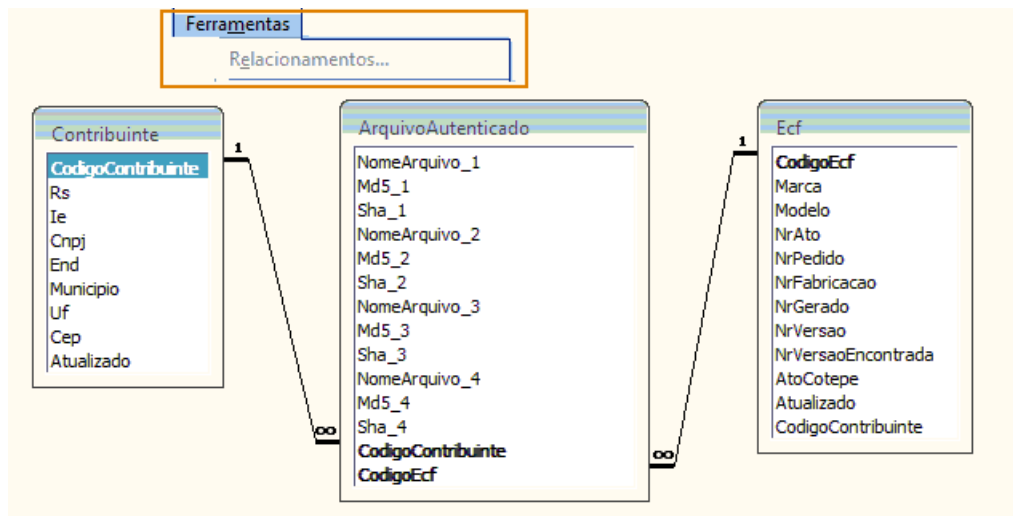 Ferramentas
Relacionamentos...
Contribuinte
CodigoContribuinte
Rs
Ie
Cnpj
End
Municipio
Uf
Cep
Atualizado
1
∞
ArquivoAutenticado
NomeArquivo_1
Md5_1
Sha_1
NomeArquivo_2
Md5_2
Sha_2
NomeArquivo_3
Md5_3
Sha_3
NomeArquivo_4
Md5_4
Sha_4
CodigoContribuinte
CodigoEcf
∞
1
Ecf
CodigoEcf
Marca
Modelo
NrAto
NrPedido
NrFabricacao
NrGerado
NrVersao
NrVersaoEncontrada
AtoCotepe
Atualizado
CodigoContribuinte